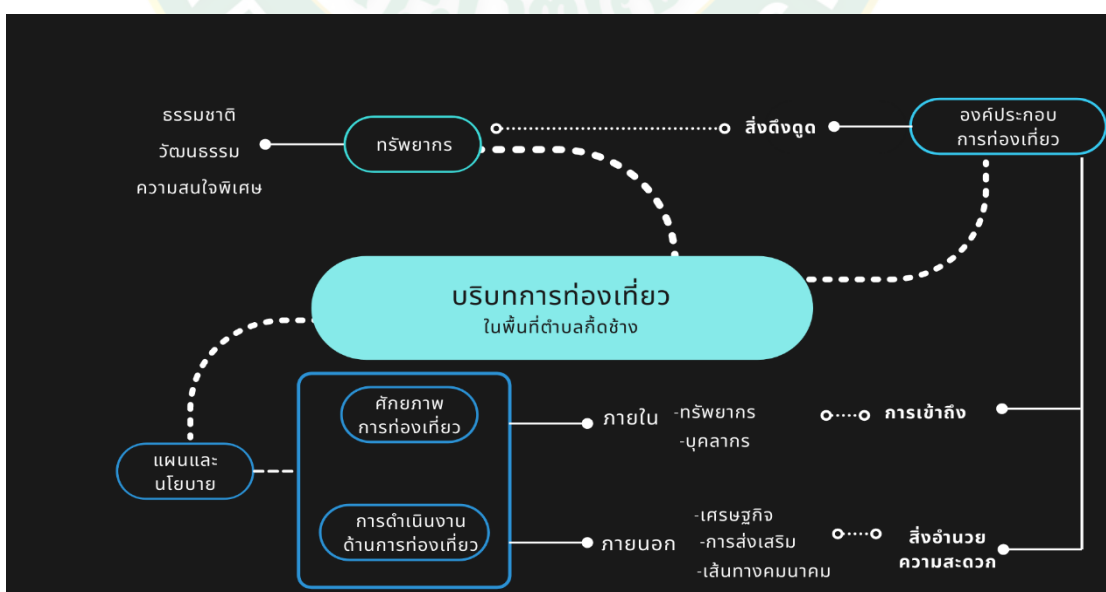 ธรรมชาติ
วัฒนธรรม
ความสนใจพิเศษ
ทรัพยากร
สิ่งดึงดูด
องค์ประกอบ
การท่องเที่ยว
บริบทการท่องเที่ยว
ในพื้นที่ตำบลกึ้ดช้าง
แผนและ
นโยบาย
ศักยภาพ
การท่องเที่ยว
ภายใน
-ทรัพยากร
-บุคลากร
การเข้าถึง
การดำเนินงาน
ด้านการท่องเที่ยว
ภายนอก
-เศรษฐกิจ
-การส่งเสริม
-เส้นทางคมนาคม
สิ่งอำนวย
ความสะดวก